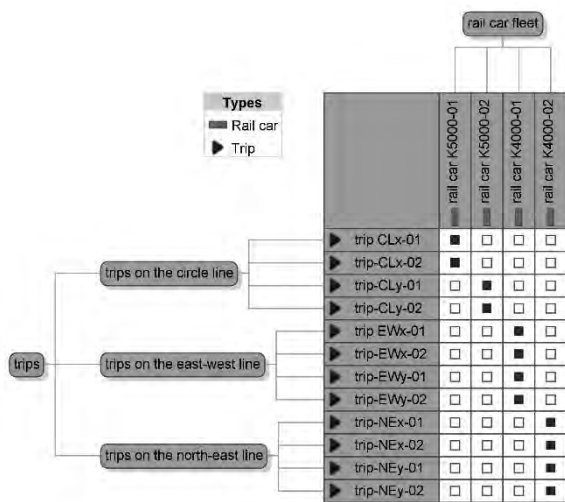 rail car fleet
Types
Rail car
Trip
rail car K5000-01
rail car K5000-02
rail car K4000-01
rail car K4000-02
trip CLx-01
trip-CLx-02
trips on the circle line
trip-CLy-01
trip-CLy-02
trip EWx-01
trip-EWx-02
trips
trips on the east-west line
trip-EWy-01
trip-EWy-02
trip-NEx-01
trip-NEx-02
trips on the north-east line
trip-NEy-01
trip-NEy-02